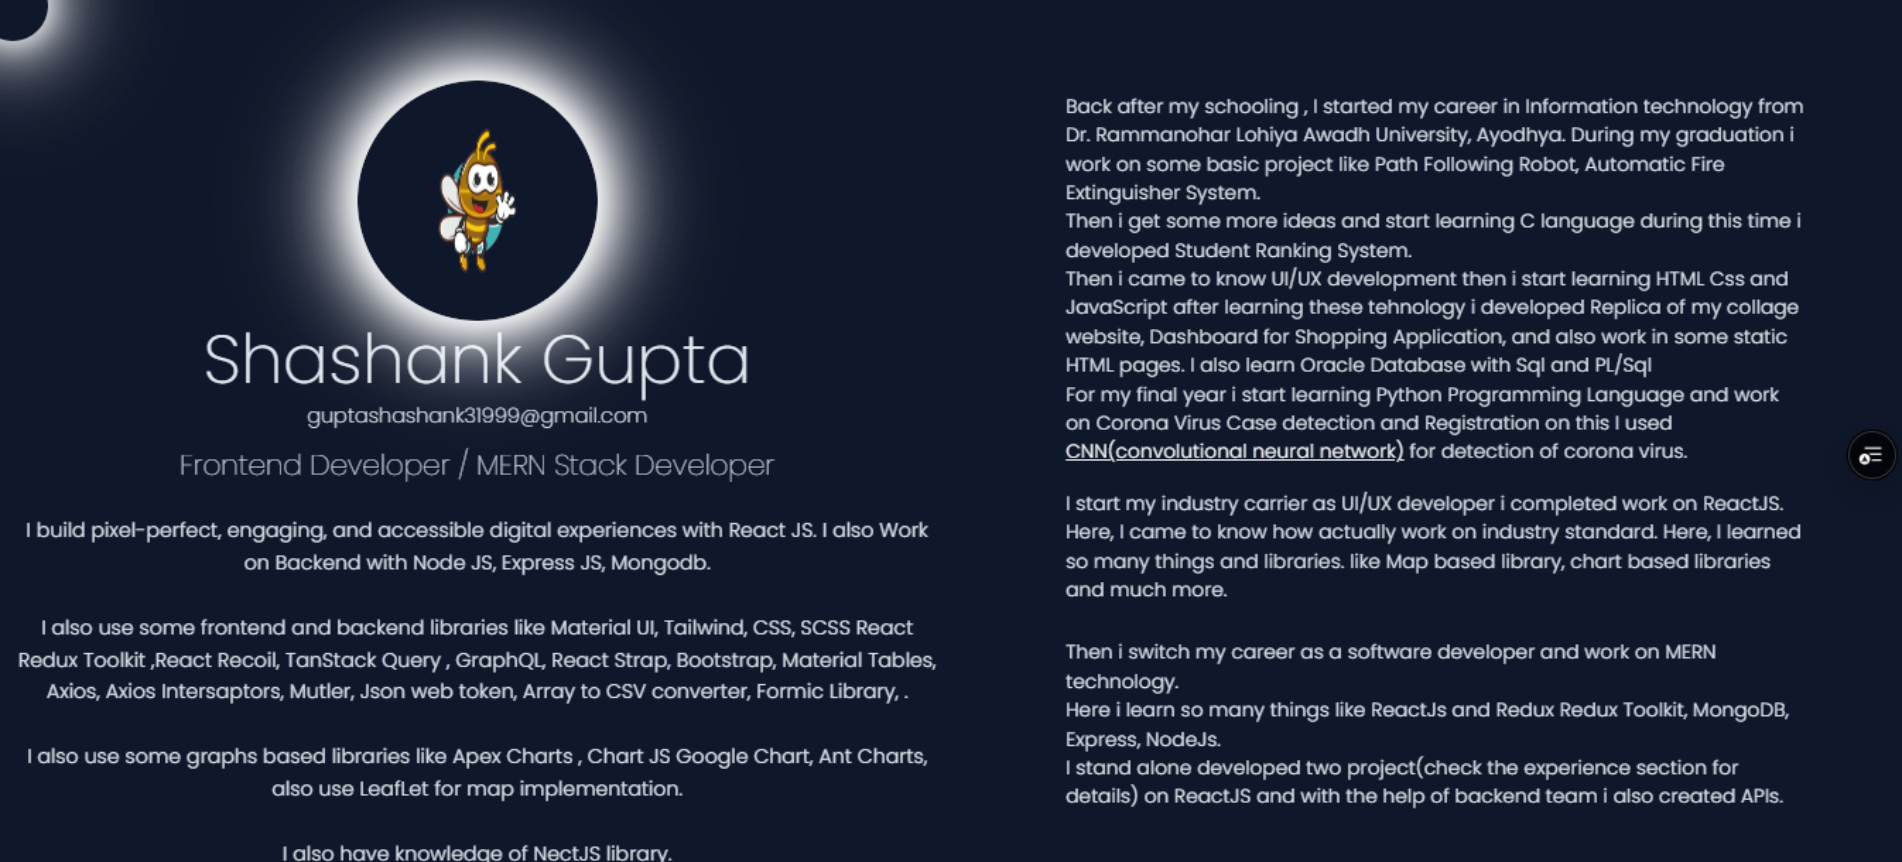 Shashank Gupta
guptashashank31999@gmail.com
Frontend Developer / MERN Stack Developer
I build pixel-perfect, engaging, and accessible digital experiences with React JS. I also Work
on Backend with Node JS, Express JS, Mongodb.
I also use some frontend and backend libraries like Material UI, Tailwind, CSS, SCSS React
Redux Toolkit ,React Recoil, TanStack Query , GraphQL, React Strap, Bootstrap, Material Tables,
Axios, Axios Intersaptors, Mutler, Json web token, Array to CSV converter, Formic Library, .
I also use some graphs based libraries like Apex Charts , Chart JS Google Chart, Ant Charts,
also use LeafLet for map implementation.
I also have knowledge of NectJS library.
Back after my schooling , I started my career in Information technology from
Dr. Rammanohar Lohiya Awadh University, Ayodhya. During my graduation i
work on some basic project like Path Following Robot, Automatic Fire
Extinguisher System.
Then i get some more ideas and start learning C language during this time i
developed Student Ranking System.
Then i came to know UI/UX development then i start learning HTML Css and
JavaScript after learning these tehnology i developed Replica of my collage
website, Dashboard for Shopping Application, and also work in some static
HTML pages. I also learn Oracle Database with Sql and PL/Sql
For my final year i start learning Python Programming Language and work
on Corona Virus Case detection and Registration on this I used
CNN(convolutional neural network) for detection of corona virus.
I start my industry carrier as UI/UX developer i completed work on ReactJS.
Here, I came to know how actually work on industry standard. Here, I learned
so many things and libraries. like Map based library, chart based libraries
and much more.
Then i switch my career as a software developer and work on MERN
technology.
Here i learn so many things like ReactJs and Redux Redux Toolkit, MongoDB,
Express, NodeJs.
I stand alone developed two project(check the experience section for
details) on ReactJS and with the help of backend team i also created APIs.